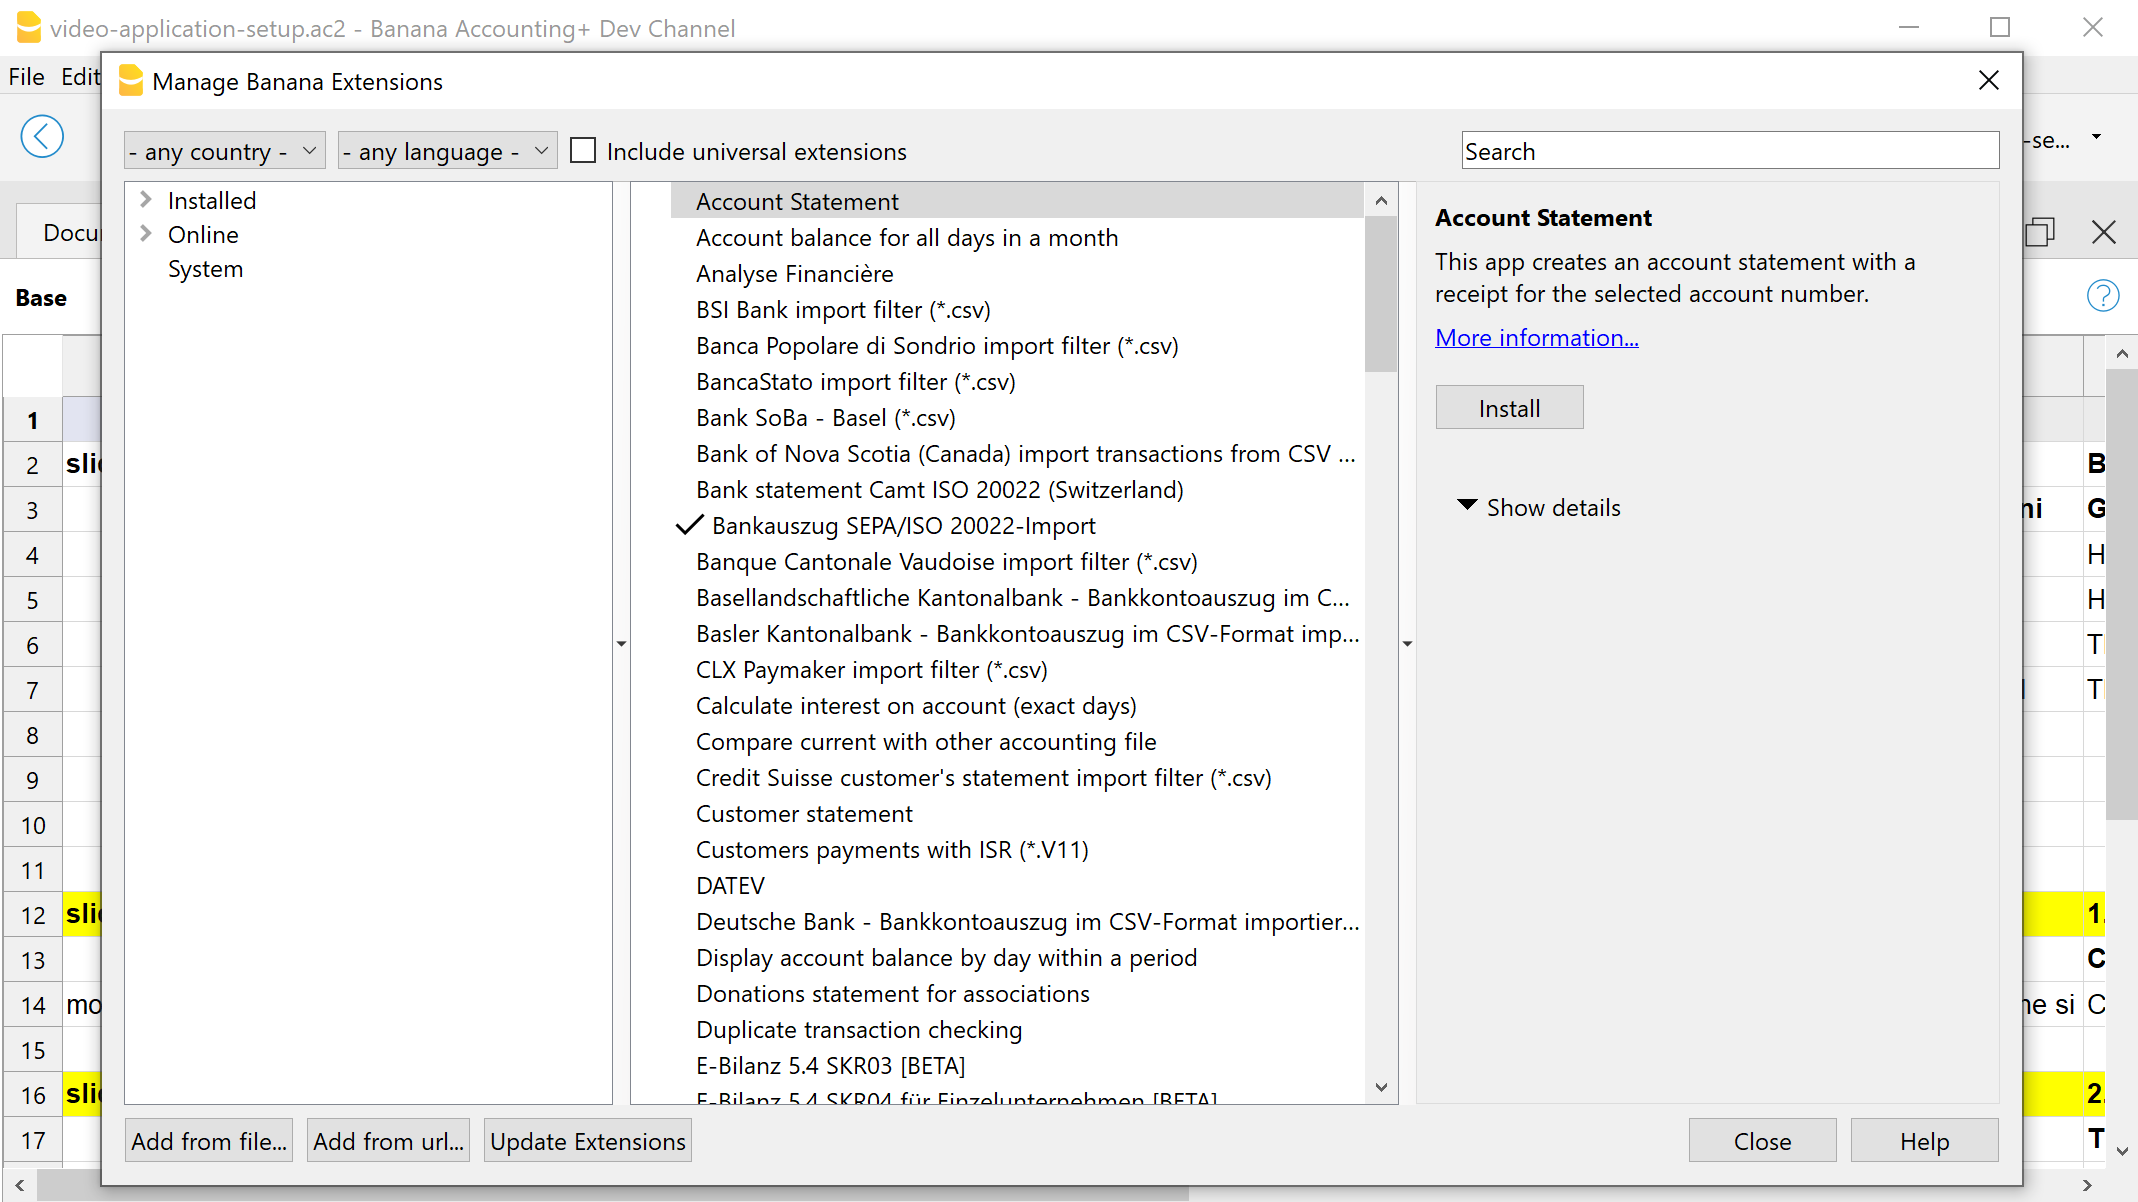 video-application-setup.ac2 - Banana Accounting+ Dev Channel
File Edit
Manage Banana Extensions
- any country - - any language - Include universal extensions Search
-se...
Installed
Online
System
Account Statement
Account balance for all days in a month
Analyse Financière
BSI Bank import filter (*.csv)
Banca Popolare di Sondrio import filter (*.csv)
BancaStato import filter (*.csv)
Bank SoBa - Basel (*.csv)
Bank of Nova Scotia (Canada) import transactions from CSV ...
Bank statement Camt ISO 20022 (Switzerland)
Bankauszug SEPA/ISO 20022-Import
Banque Cantonale Vaudoise import filter (*.csv)
Basellandschaftliche Kantonalbank - Bankkontoauszug im C...
Basler Kantonalbank - Bankkontoauszug im CSV-Format imp...
CLX Paymaker import filter (*.csv)
Calculate interest on account (exact days)
Compare current with other accounting file
Credit Suisse customer's statement import filter (*.csv)
Customer statement
Customers payments with ISR (*.V11)
DATEV
Deutsche Bank - Bankkontoauszug im CSV-Format importier...
Display account balance by day within a period
Donations statement for associations
Duplicate transaction checking
E-Bilanz 5.4 SKR03 [BETA]
E-Bilanz 5.4 SKR04 für Einzelunternehmen [BETA]
Account Statement
This app creates an account statement with a
receipt for the selected account number.
More information...
Install
Show details
Add from file... Add from url... Update Extensions Close Help
Docu
Base
?
1
2 slid B
3 ni G
4 H
5 H
6 T
7 T
8
9
10
11
12 slid 1.
13 C
14 mo ne si C
15
16 slid 2.
17 T